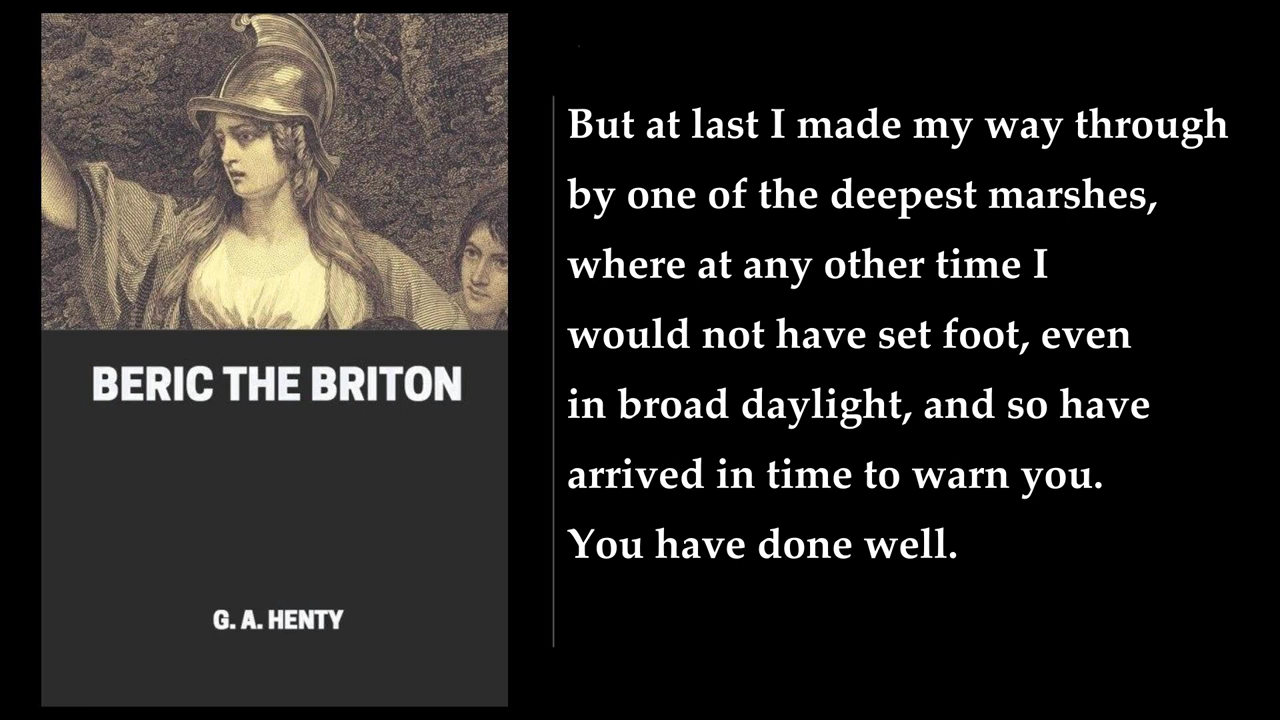 BERIC THE BRITON
G. A. HENTY
But at last I made my way through
by one of the deepest marshes,
where at any other time I
would not have set foot, even
in broad daylight, and so have
arrived in time to warn you.
You have done well.